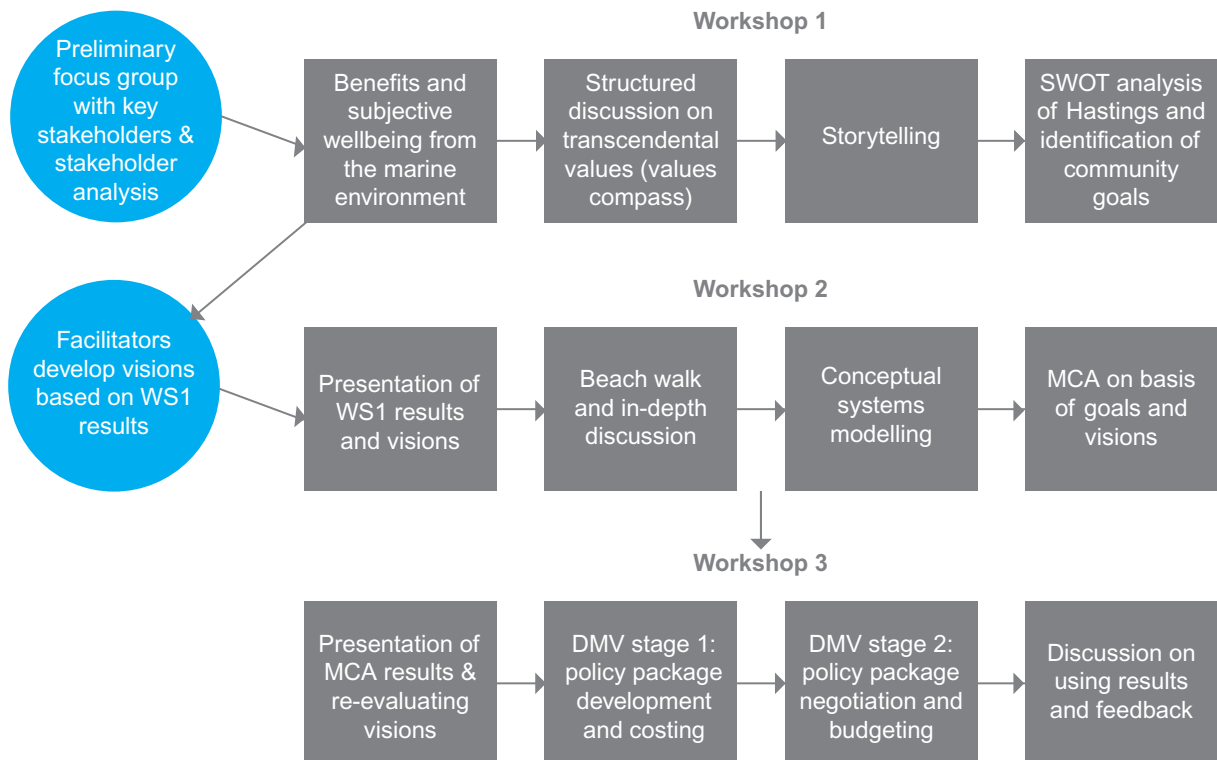 Workshop 1
Preliminary
focus group
with key
stakeholders &
stakeholder
analysis
Benefits and
subjective
wellbeing from
the marine
environment
Structured
discussion on
transcendental
values (values
compass)
Storytelling
SWOT analysis
of Hastings and
identification of
community
goals
Workshop 2
Facilitators
develop visions
based on WS1
results
Presentation of
WS1 results
and visions
Beach walk
and in-depth
discussion
Conceptual
systems
modelling
MCA on basis
of goals and
visions
Workshop 3
Presentation of
MCA results &
re-evaluating
visions
DMV stage 1:
policy package
development
and costing
DMV stage 2:
policy package
negotiation and
budgeting
Discussion on
using results
and feedback